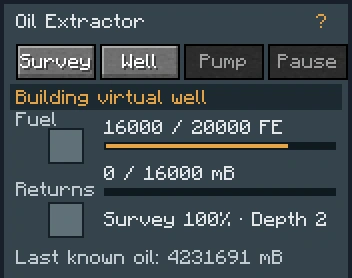 Oil Extractor ?
Survey Well Pump Pause
Building virtual well
Fuel
16000 / 20000 FE
0 / 16000 mB
Returns
Survey 100% · Depth 2
Last known oil: 4231691 mB